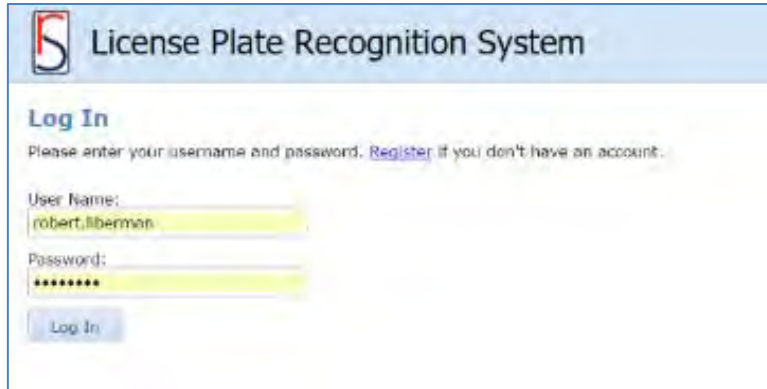 rS
License Plate Recognition System
Log In
Please enter your username and password. Register if you don't have an account.
User Name:
robert.liberman
Password:
••••••••
Log In